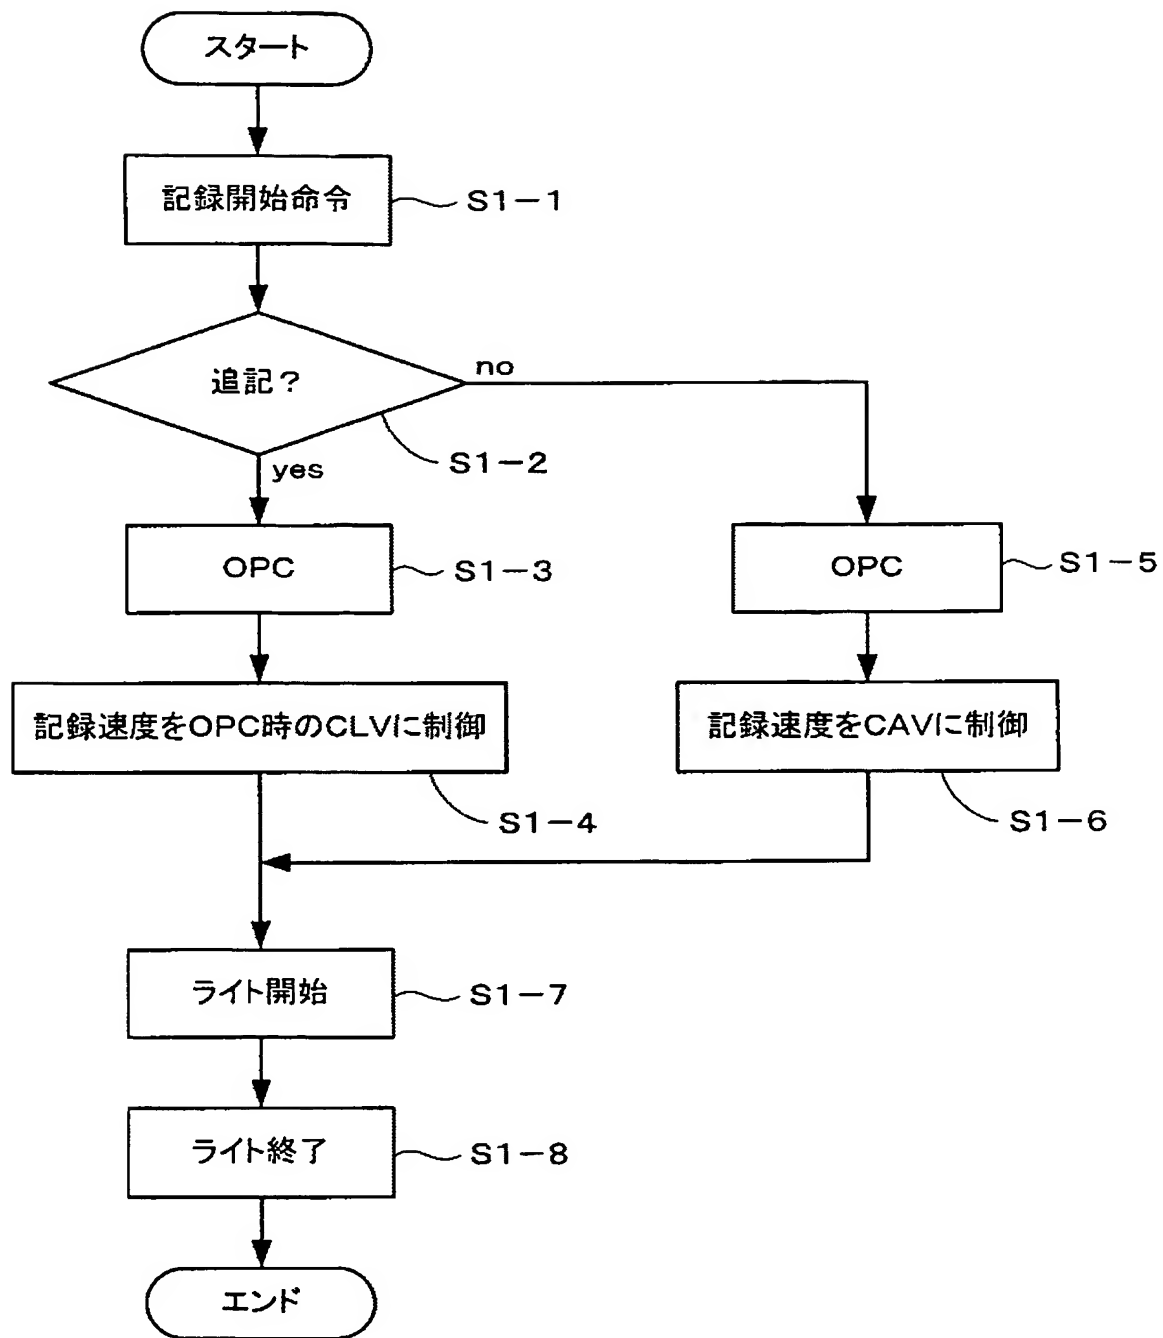 スタート
記録開始命令
S1-1
追記?
no
S1-2
yes
OPC
S1-3
OPC
S1-5
記録速度をOPC時のCLVに制御
S1-4
記録速度をCAVに制御
S1-6
ライト開始
S1-7
ライト終了
S1-8
エンド